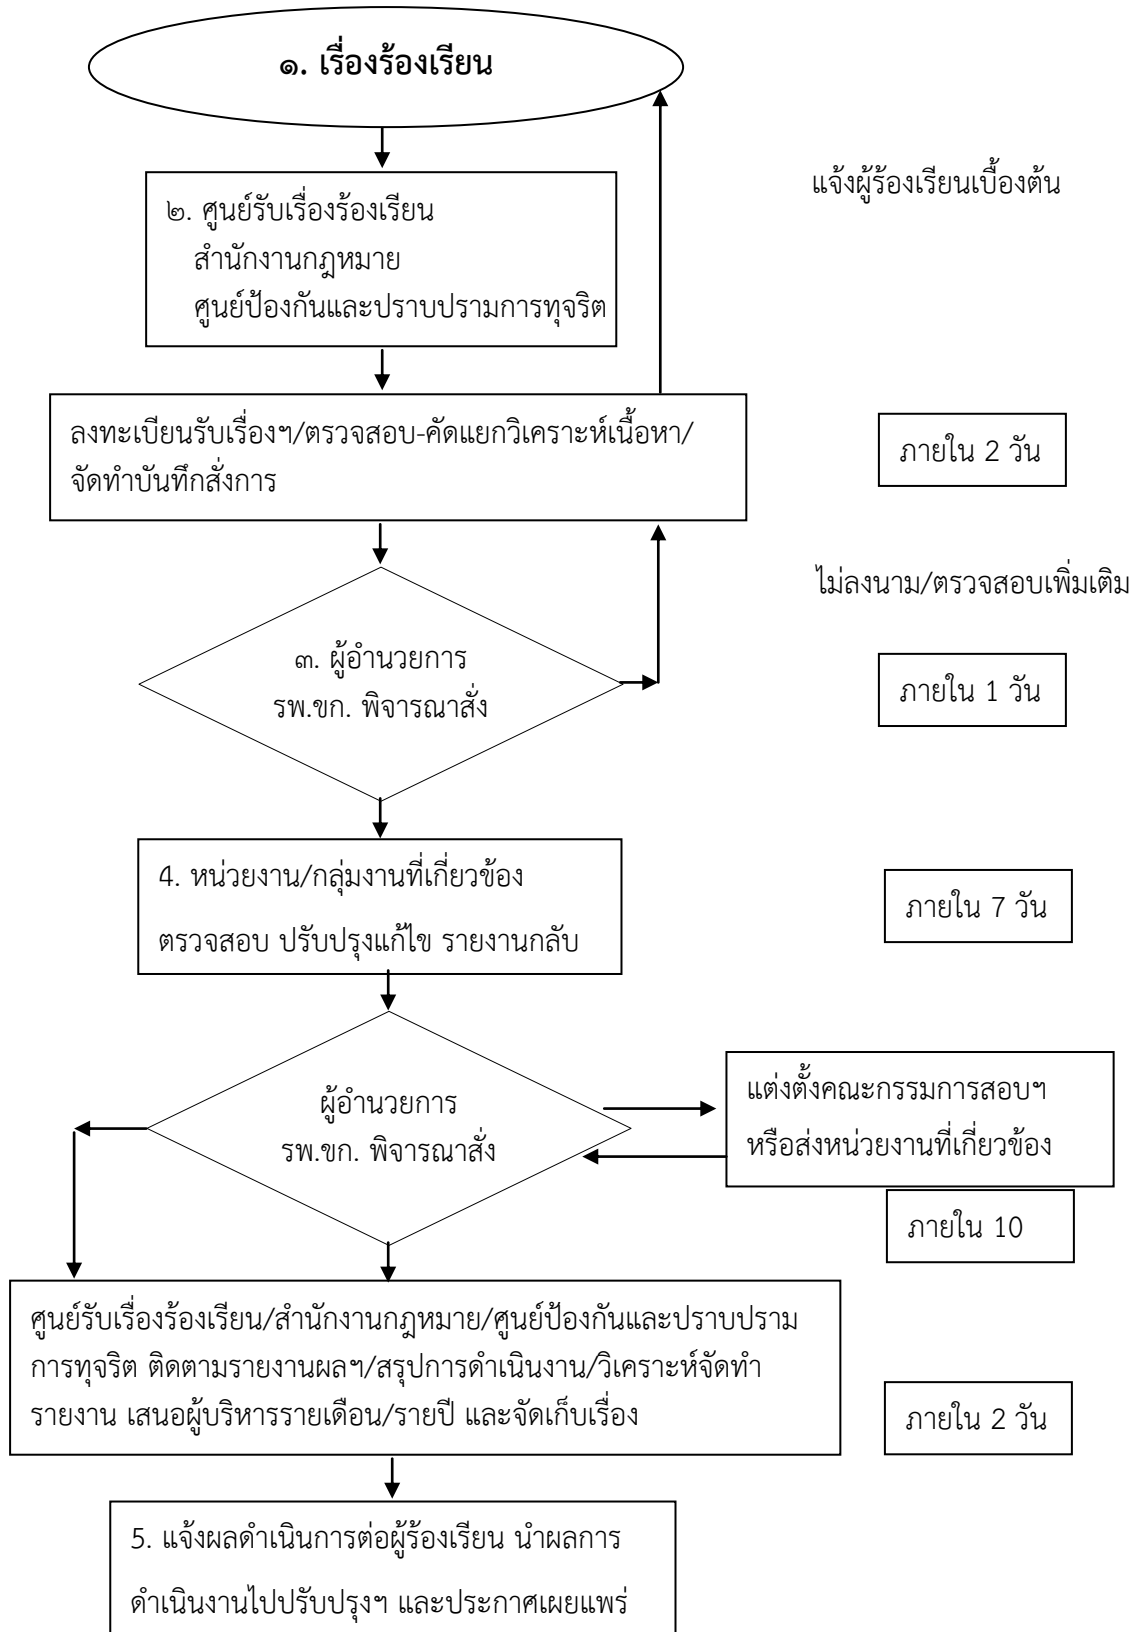 ๑. เรื่องร้องเรียน
แจ้งผู้ร้องเรียนเบื้องต้น
๒. ศูนย์รับเรื่องร้องเรียน
สำนักงานกฎหมาย
ศูนย์ป้องกันและปราบปรามการทุจริต
ลงทะเบียนรับเรื่องฯ/ตรวจสอบ-คัดแยกวิเคราะห์เนื้อหา/
จัดทำบันทึกสั่งการ
ภายใน 2 วัน
ไม่ลงนาม/ตรวจสอบเพิ่มเติม
๓. ผู้อำนวยการ
รพ.ขก. พิจารณาสั่ง
ภายใน 1 วัน
4. หน่วยงาน/กลุ่มงานที่เกี่ยวข้อง
ตรวจสอบ ปรับปรุงแก้ไข รายงานกลับ
ภายใน 7 วัน
ผู้อำนวยการ
รพ.ขก. พิจารณาสั่ง
แต่งตั้งคณะกรรมการสอบฯ
หรือส่งหน่วยงานที่เกี่ยวข้อง
ภายใน 10
ศูนย์รับเรื่องร้องเรียน/สำนักงานกฎหมาย/ศูนย์ป้องกันและปราบปราม
การทุจริต ติดตามรายงานผลฯ/สรุปการดำเนินงาน/วิเคราะห์จัดทำ
รายงาน เสนอผู้บริหารรายเดือน/รายปี และจัดเก็บเรื่อง
ภายใน 2 วัน
5. แจ้งผลดำเนินการต่อผู้ร้องเรียน นำผลการ
ดำเนินงานไปปรับปรุงฯ และประกาศเผยแพร่